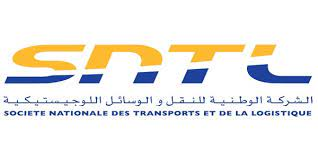 SNTL
الشركة الوطنية للنقل و الوسائل اللوجيستيكية
SOCIETE NATIONALE DES TRANSPORTS ET DE LA LOGISTIQUE